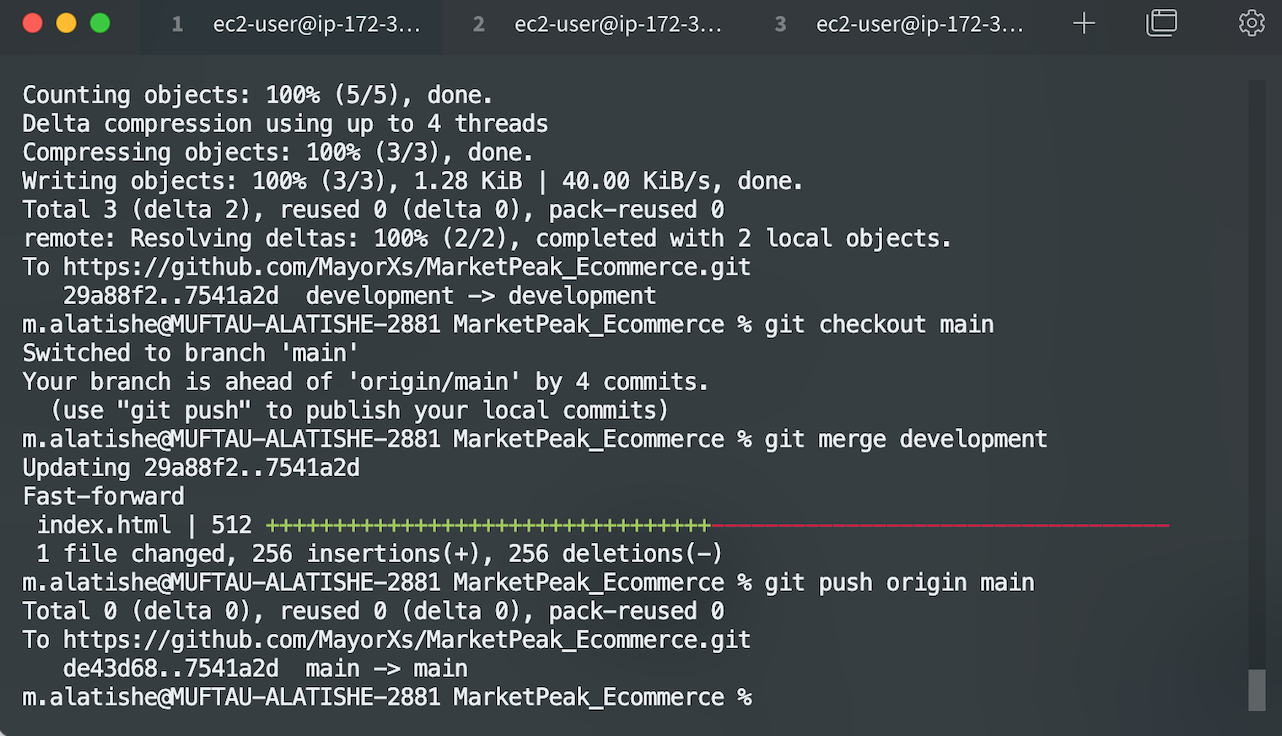 1 ec2-user@ip-172-3... 2 ec2-user@ip-172-3... 3 ec2-user@ip-172-3... +
Counting objects: 100% (5/5), done.
Delta compression using up to 4 threads
Compressing objects: 100% (3/3), done.
Writing objects: 100% (3/3), 1.28 KiB | 40.00 KiB/s, done.
Total 3 (delta 2), reused 0 (delta 0), pack-reused 0
remote: Resolving deltas: 100% (2/2), completed with 2 local objects.
To https://github.com/MayorXs/MarketPeak_Ecommerce.git
   29a88f2..7541a2d  development -> development
m.alatishe@MUFTAU-ALATISHE-2881 MarketPeak_Ecommerce % git checkout main
Switched to branch 'main'
Your branch is ahead of 'origin/main' by 4 commits.
  (use "git push" to publish your local commits)
m.alatishe@MUFTAU-ALATISHE-2881 MarketPeak_Ecommerce % git merge development
Updating 29a88f2..7541a2d
Fast-forward
 index.html | 512 +++++++++++++++++++++++++++++++++----------------------------------
 1 file changed, 256 insertions(+), 256 deletions(-)
m.alatishe@MUFTAU-ALATISHE-2881 MarketPeak_Ecommerce % git push origin main
Total 0 (delta 0), reused 0 (delta 0), pack-reused 0
To https://github.com/MayorXs/MarketPeak_Ecommerce.git
   de43d68..7541a2d  main -> main
m.alatishe@MUFTAU-ALATISHE-2881 MarketPeak_Ecommerce %